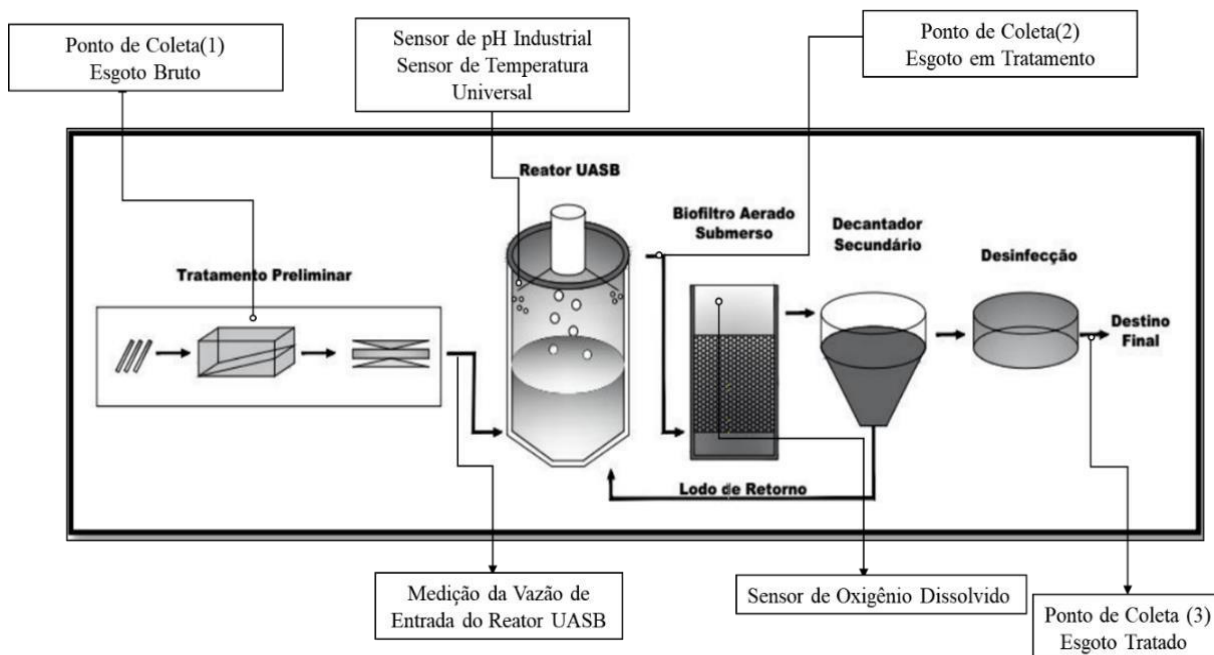 Ponto de Coleta(1)
Esgoto Bruto
Sensor de pH Industrial
Sensor de Temperatura
Universal
Ponto de Coleta(2)
Esgoto em Tratamento
Reator UASB
Biofiltro Aerado
Submerso
Decantador
Secundário
Desinfecção
Tratamento Preliminar
Destino
Final
Lodo de Retorno
Medição da Vazão de
Entrada do Reator UASB
Sensor de Oxigênio Dissolvido
Ponto de Coleta (3)
Esgoto Tratado